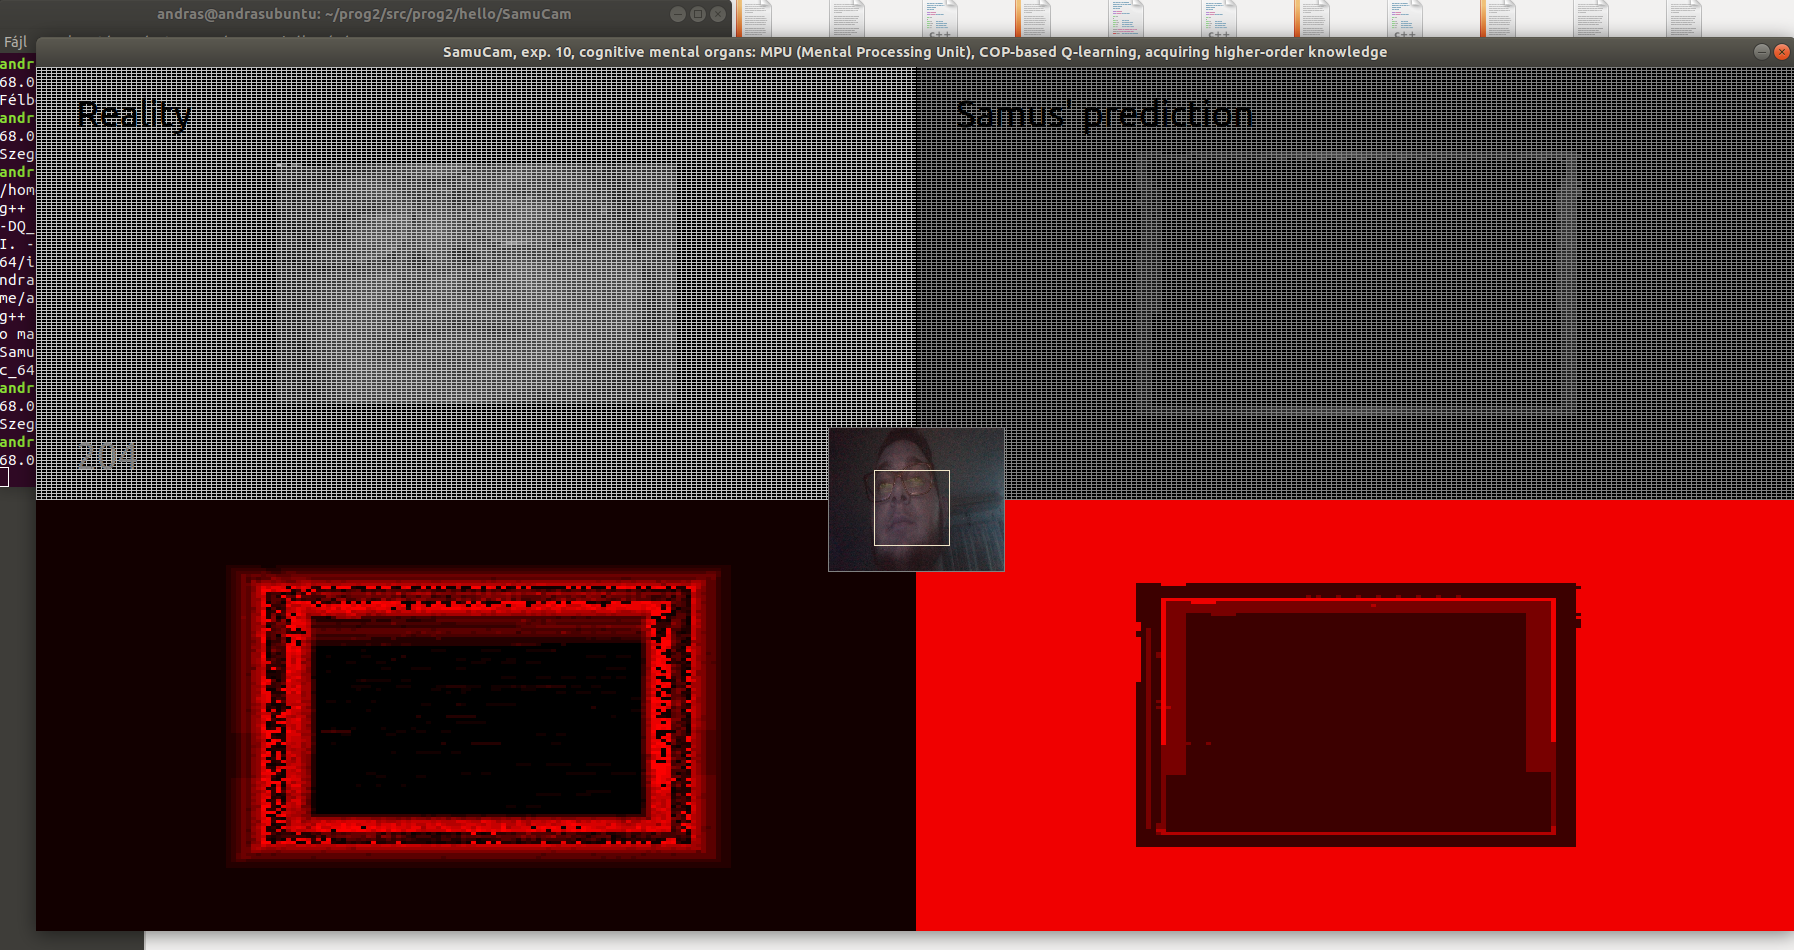 andras@andrasubuntu: ~/prog2/src/prog2/hello/SamuCam
Fájl
SamuCam, exp. 10, cognitive mental organs: MPU (Mental Processing Unit), COP-based Q-learning, acquiring higher-order knowledge
andr
68.0
Félb
andr
68.0
Szeg
andr
/hom
g++
-DQ_
I. -
64/i
ndra
me/a
g++
o ma
Samu
c_64
andr
68.0
Szeg
andr
68.0
Reality
Samus' prediction
204